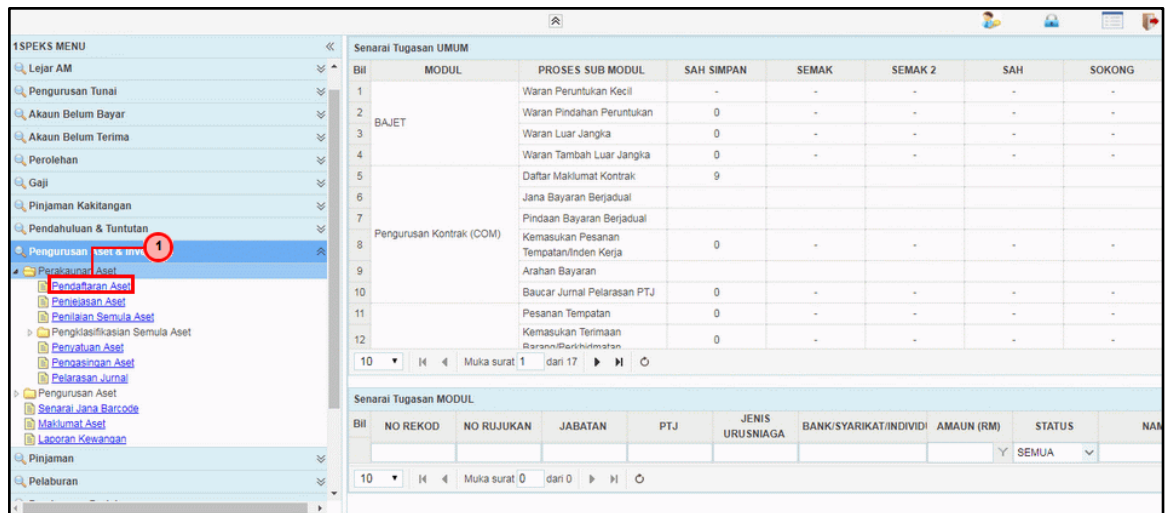 1SPEKS MENU
Lejar AM
Pengurusan Tunai
Akaun Belum Bayar
Akaun Belum Terima
Perolehan
Gaji
Pinjaman Kakitangan
Pendahuluan & Tuntutan
Pengurusan Aset &
1
Perakaunan Aset
Pendaftaran Aset
Penjejasan Aset
Penilaian Semula Aset
Pengklasifikasian Semula Aset
Penyatuan Aset
Pengasingan Aset
Pelarasan Jurnal
Pengurusan Aset
Senarai Jana Barcode
Maklumat Aset
Laporan Kewangan
Pinjaman
Pelaburan
Senarai Tugasan UMUM
Bil MODUL PROSES SUB MODUL SAH SIMPAN SEMAK SEMAK 2 SAH SOKONG
1 BAJET Waran Peruntukan Kecil - - - - -
2 Waran Pindahan Peruntukan 0 - - - -
3 Waran Luar Jangka 0 - - - -
4 Waran Tambah Luar Jangka 0 - - - -
5 Pengurusan Kontrak (COM) Daftar Maklumat Kontrak 9
6 Jana Bayaran Berjadual
7 Pindaan Bayaran Berjadual
8 Kemasukan Pesanan
Tempatan/Inden Kerja 0 - - - -
9 Arahan Bayaran
10 Baucar Jurnal Pelarasan PTJ 0 - - - -
11 Pesanan Tempatan 0 - - - -
12 Kemasukan Terimaan
Barang/Perkhidmatan 0 - - - -
10 Muka surat 1 dari 17
Senarai Tugasan MODUL
Bil NO REKOD NO RUJUKAN JABATAN PTJ JENIS
URUSNIAGA BANK/SYARIKAT/INDIVIDU AMAUN (RM) STATUS NAM
SEMUA
10 Muka surat 0 dari 0